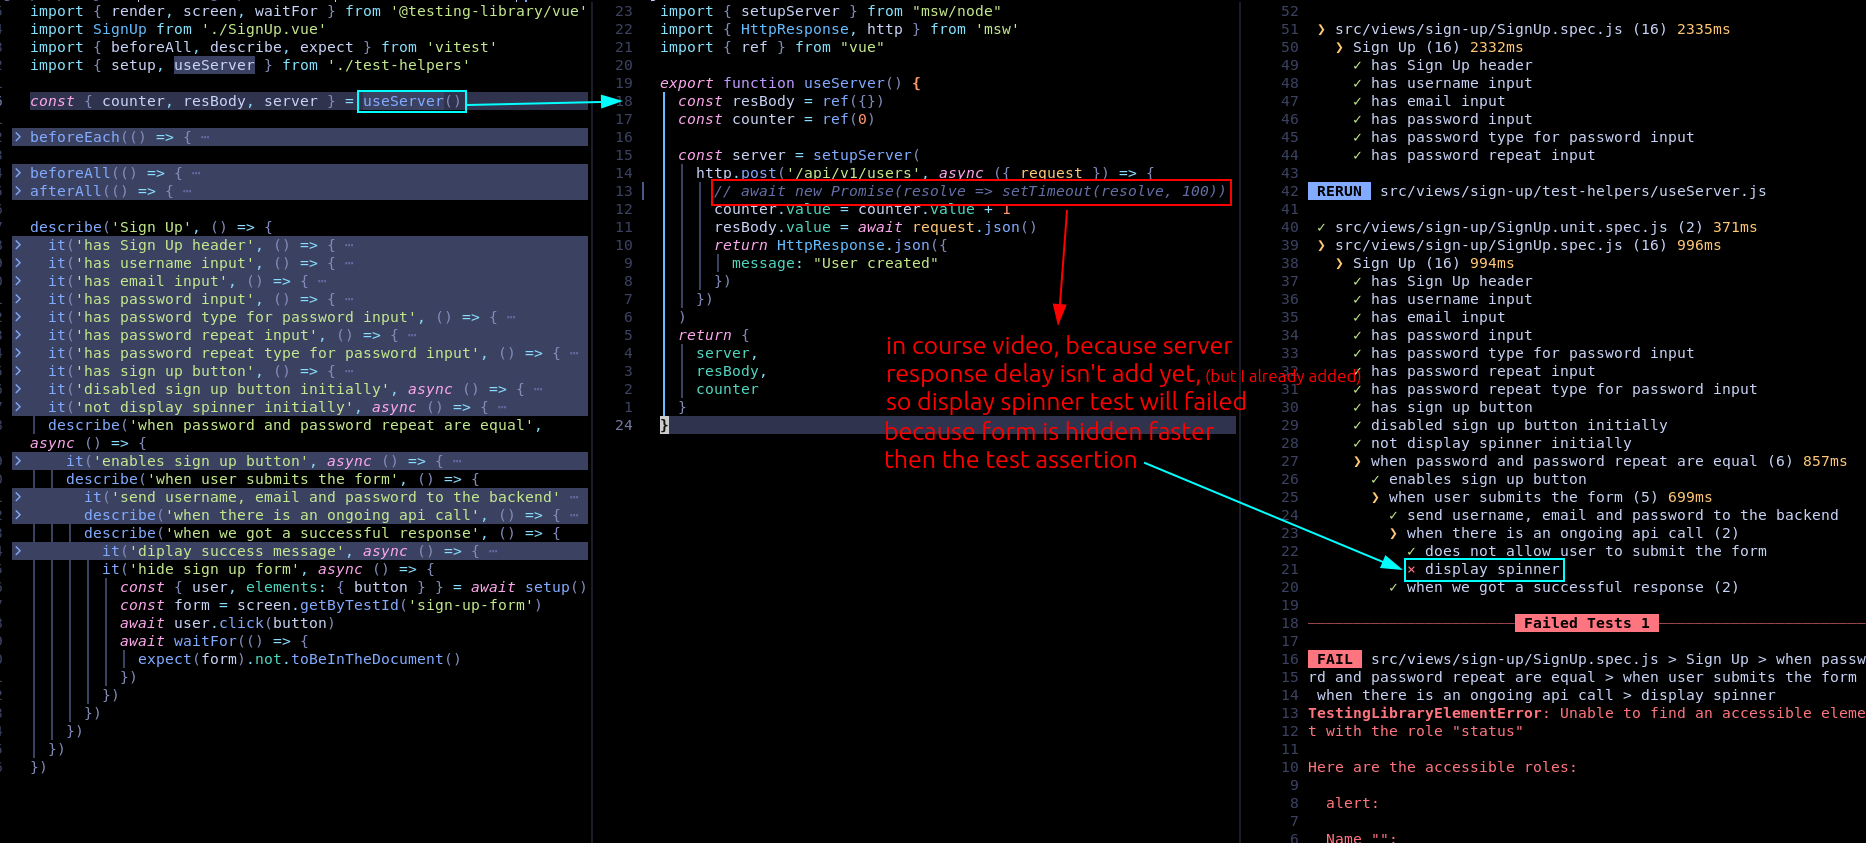 import { render, screen, waitFor } from '@testing-library/vue'
import SignUp from './SignUp.vue'
import { beforeAll, describe, expect } from 'vitest'
import { setup, useServer } from './test-helpers'
const { counter, resBody, server } = useServer()
beforeEach(() => { ⋯
beforeAll(() => { ⋯
afterAll(() => { ⋯
describe('Sign Up', () => {
it('has Sign Up header', () => { ⋯
it('has username input', () => { ⋯
it('has email input', () => { ⋯
it('has password input', () => { ⋯
it('has password type for password input', () => { ⋯
it('has password repeat input', () => { ⋯
it('has password repeat type for password input', () => { ⋯
it('has sign up button', () => { ⋯
it('disabled sign up button initially', async () => { ⋯
it('not display spinner initially', async () => { ⋯
describe('when password and password repeat are equal',
async () => {
it('enables sign up button', async () => { ⋯
describe('when user submits the form', () => {
it('send username, email and password to the backend' ⋯
describe('when there is an ongoing api call', () => { ⋯
describe('when we got a successful response', () => {
it('diplay success message', async () => { ⋯
it('hide sign up form', async () => {
const { user, elements: { button } } = await setup()
const form = screen.getByTestId('sign-up-form')
await user.click(button)
await waitFor(() => {
expect(form).not.toBeInTheDocument()
})
})
})
})
})
})
23 import { setupServer } from "msw/node"
22 import { HttpResponse, http } from 'msw'
21 import { ref } from "vue"
20
19 export function useServer() {
18 const resBody = ref({})
17 const counter = ref(0)
16
15 const server = setupServer(
14 http.post('/api/v1/users', async ({ request }) => {
13 // await new Promise(resolve => setTimeout(resolve, 100))
12 counter.value = counter.value + 1
11 resBody.value = await request.json()
10 return HttpResponse.json({
9 message: "User created"
8 })
7 })
6 )
5 return {
4 server,
3 resBody,
2 counter
1 }
24 }
in course video, because server
response delay isn't add yet, (but I already added)
so display spinner test will failed
because form is hidden faster
then the test assertion
52
51 ❯ src/views/sign-up/SignUp.spec.js (16) 2335ms
50 ❯ Sign Up (16) 2332ms
49 ✓ has Sign Up header
48 ✓ has username input
47 ✓ has email input
46 ✓ has password input
45 ✓ has password type for password input
44 ✓ has password repeat input
43
42 RERUN src/views/sign-up/test-helpers/useServer.js
41
40 ✓ src/views/sign-up/SignUp.unit.spec.js (2) 371ms
39 ❯ src/views/sign-up/SignUp.spec.js (16) 996ms
38 ❯ Sign Up (16) 994ms
37 ✓ has Sign Up header
36 ✓ has username input
35 ✓ has email input
34 ✓ has password input
33 ✓ has password type for password input
32 ✓ has password repeat input
31 ✓ has password repeat type for password input
30 ✓ has sign up button
29 ✓ disabled sign up button initially
28 ✓ not display spinner initially
27 ❯ when password and password repeat are equal (6) 857ms
26 ✓ enables sign up button
25 ❯ when user submits the form (5) 699ms
24 ✓ send username, email and password to the backend
23 ❯ when there is an ongoing api call (2)
22 ✓ does not allow user to submit the form
21 × display spinner
20 ✓ when we got a successful response (2)
19
18 Failed Tests 1
17
16 FAIL src/views/sign-up/SignUp.spec.js > Sign Up > when passw
15 rd and password repeat are equal > when user submits the form
14 when there is an ongoing api call > display spinner
13 TestingLibraryElementError: Unable to find an accessible eleme
12 t with the role "status"
11
10 Here are the accessible roles:
9
8 alert:
7
6 Name "":